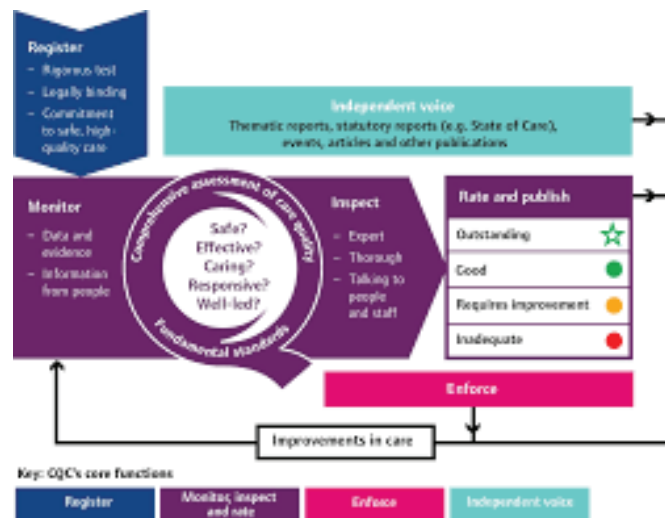 Register
– Rigorous test
– Legally binding
– Commitment
to safe, high-
quality care
Independent voice
Thematic reports, statutory reports (e.g. State of Care),
events, articles and other publications
Monitor
– Data and
evidence
– Information
from people
Comprehensive assessment of care quality
Safe?
Effective?
Caring?
Responsive?
Well-led?
Fundamental standards
Inspect
– Expert
– Thorough
– Talking to
people
and staff
Rate and publish
Outstanding
Good
Requires improvement
Inadequate
Enforce
Improvements in care
Key: CQC's core functions
Register
Monitor, inspect
and rate
Enforce
Independent voice